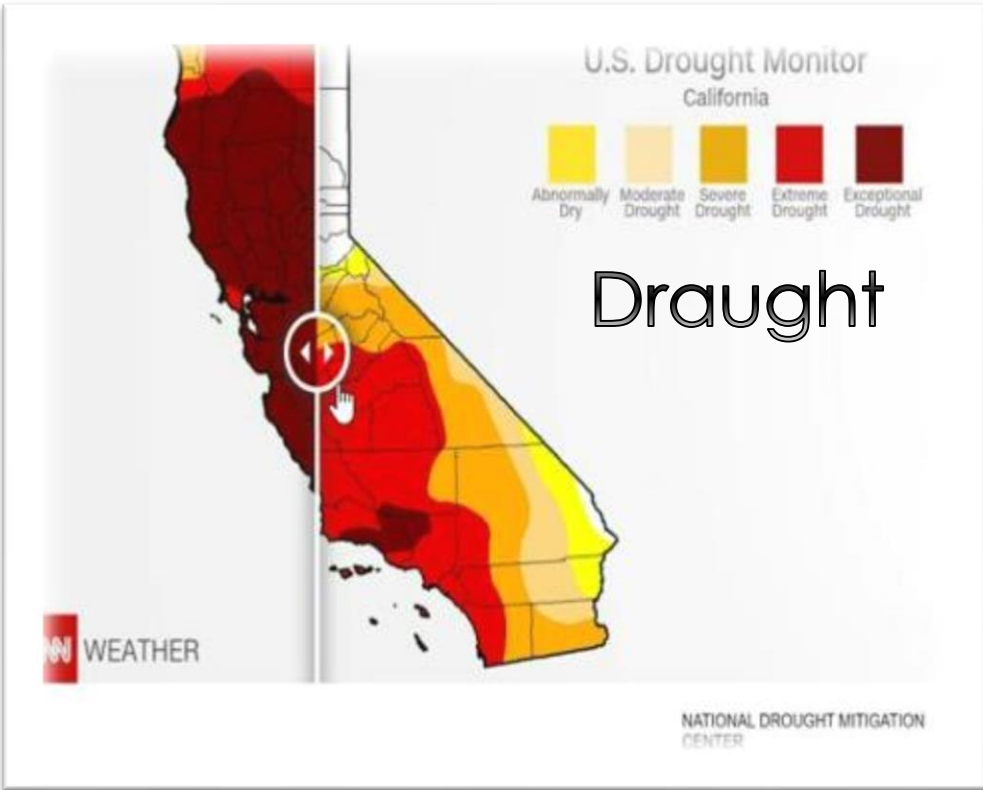 U.S. Drought Monitor
California
Abnormally Dry
Moderate Drought
Severe Drought
Extreme Drought
Exceptional Drought
Draught
WEATHER
NATIONAL DROUGHT MITIGATION
CENTER